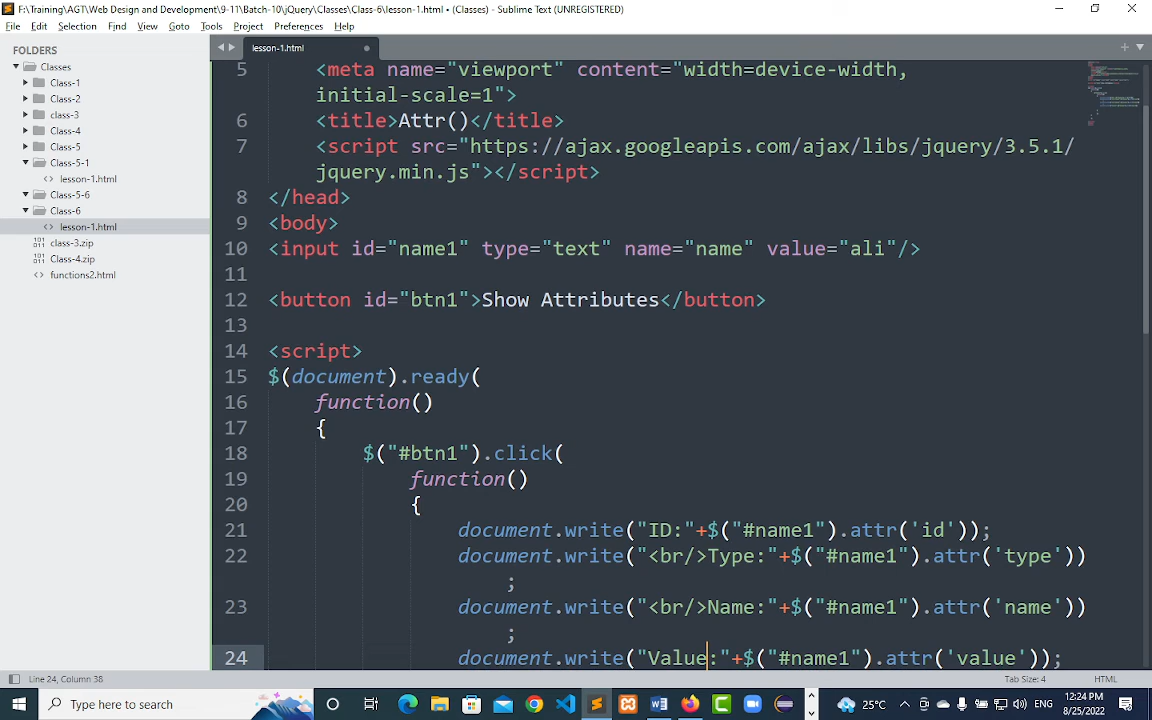 F:\Training\AGT\Web Design and Development\9-11\Batch-10\jQuery\Classes\Class-6\lesson-1.html • (Classes) - Sublime Text (UNREGISTERED)
File Edit Selection Find View Goto Tools Project Preferences Help
FOLDERS
Classes
Class-1
Class-2
class-3
Class-4
Class-5
Class-5-1
lesson-1.html
Class-5-6
Class-6
lesson-1.html
class-3.zip
Class-4.zip
functions2.html
lesson-1.html
5 <meta name="viewport" content="width=device-width,
initial-scale=1">
6 <title>Attr()</title>
7 <script src="https://ajax.googleapis.com/ajax/libs/jquery/3.5.1/
jquery.min.js"></script>
8 </head>
9 <body>
10 <input id="name1" type="text" name="name" value="ali"/>
11
12 <button id="btn1">Show Attributes</button>
13
14 <script>
15 $(document).ready(
16 function()
17 {
18 $("#btn1").click(
19 function()
20 {
21 document.write("ID:"+$("#name1").attr('id'));
22 document.write("<br/>Type:"+$("#name1").attr('type'))
;
23 document.write("<br/>Name:"+$("#name1").attr('name'))
;
24 document.write("Value:"+$("#name1").attr('value'));
Line 24, Column 38
Tab Size: 4
HTML
Type here to search
25°C
ENG
12:24 PM
8/25/2022